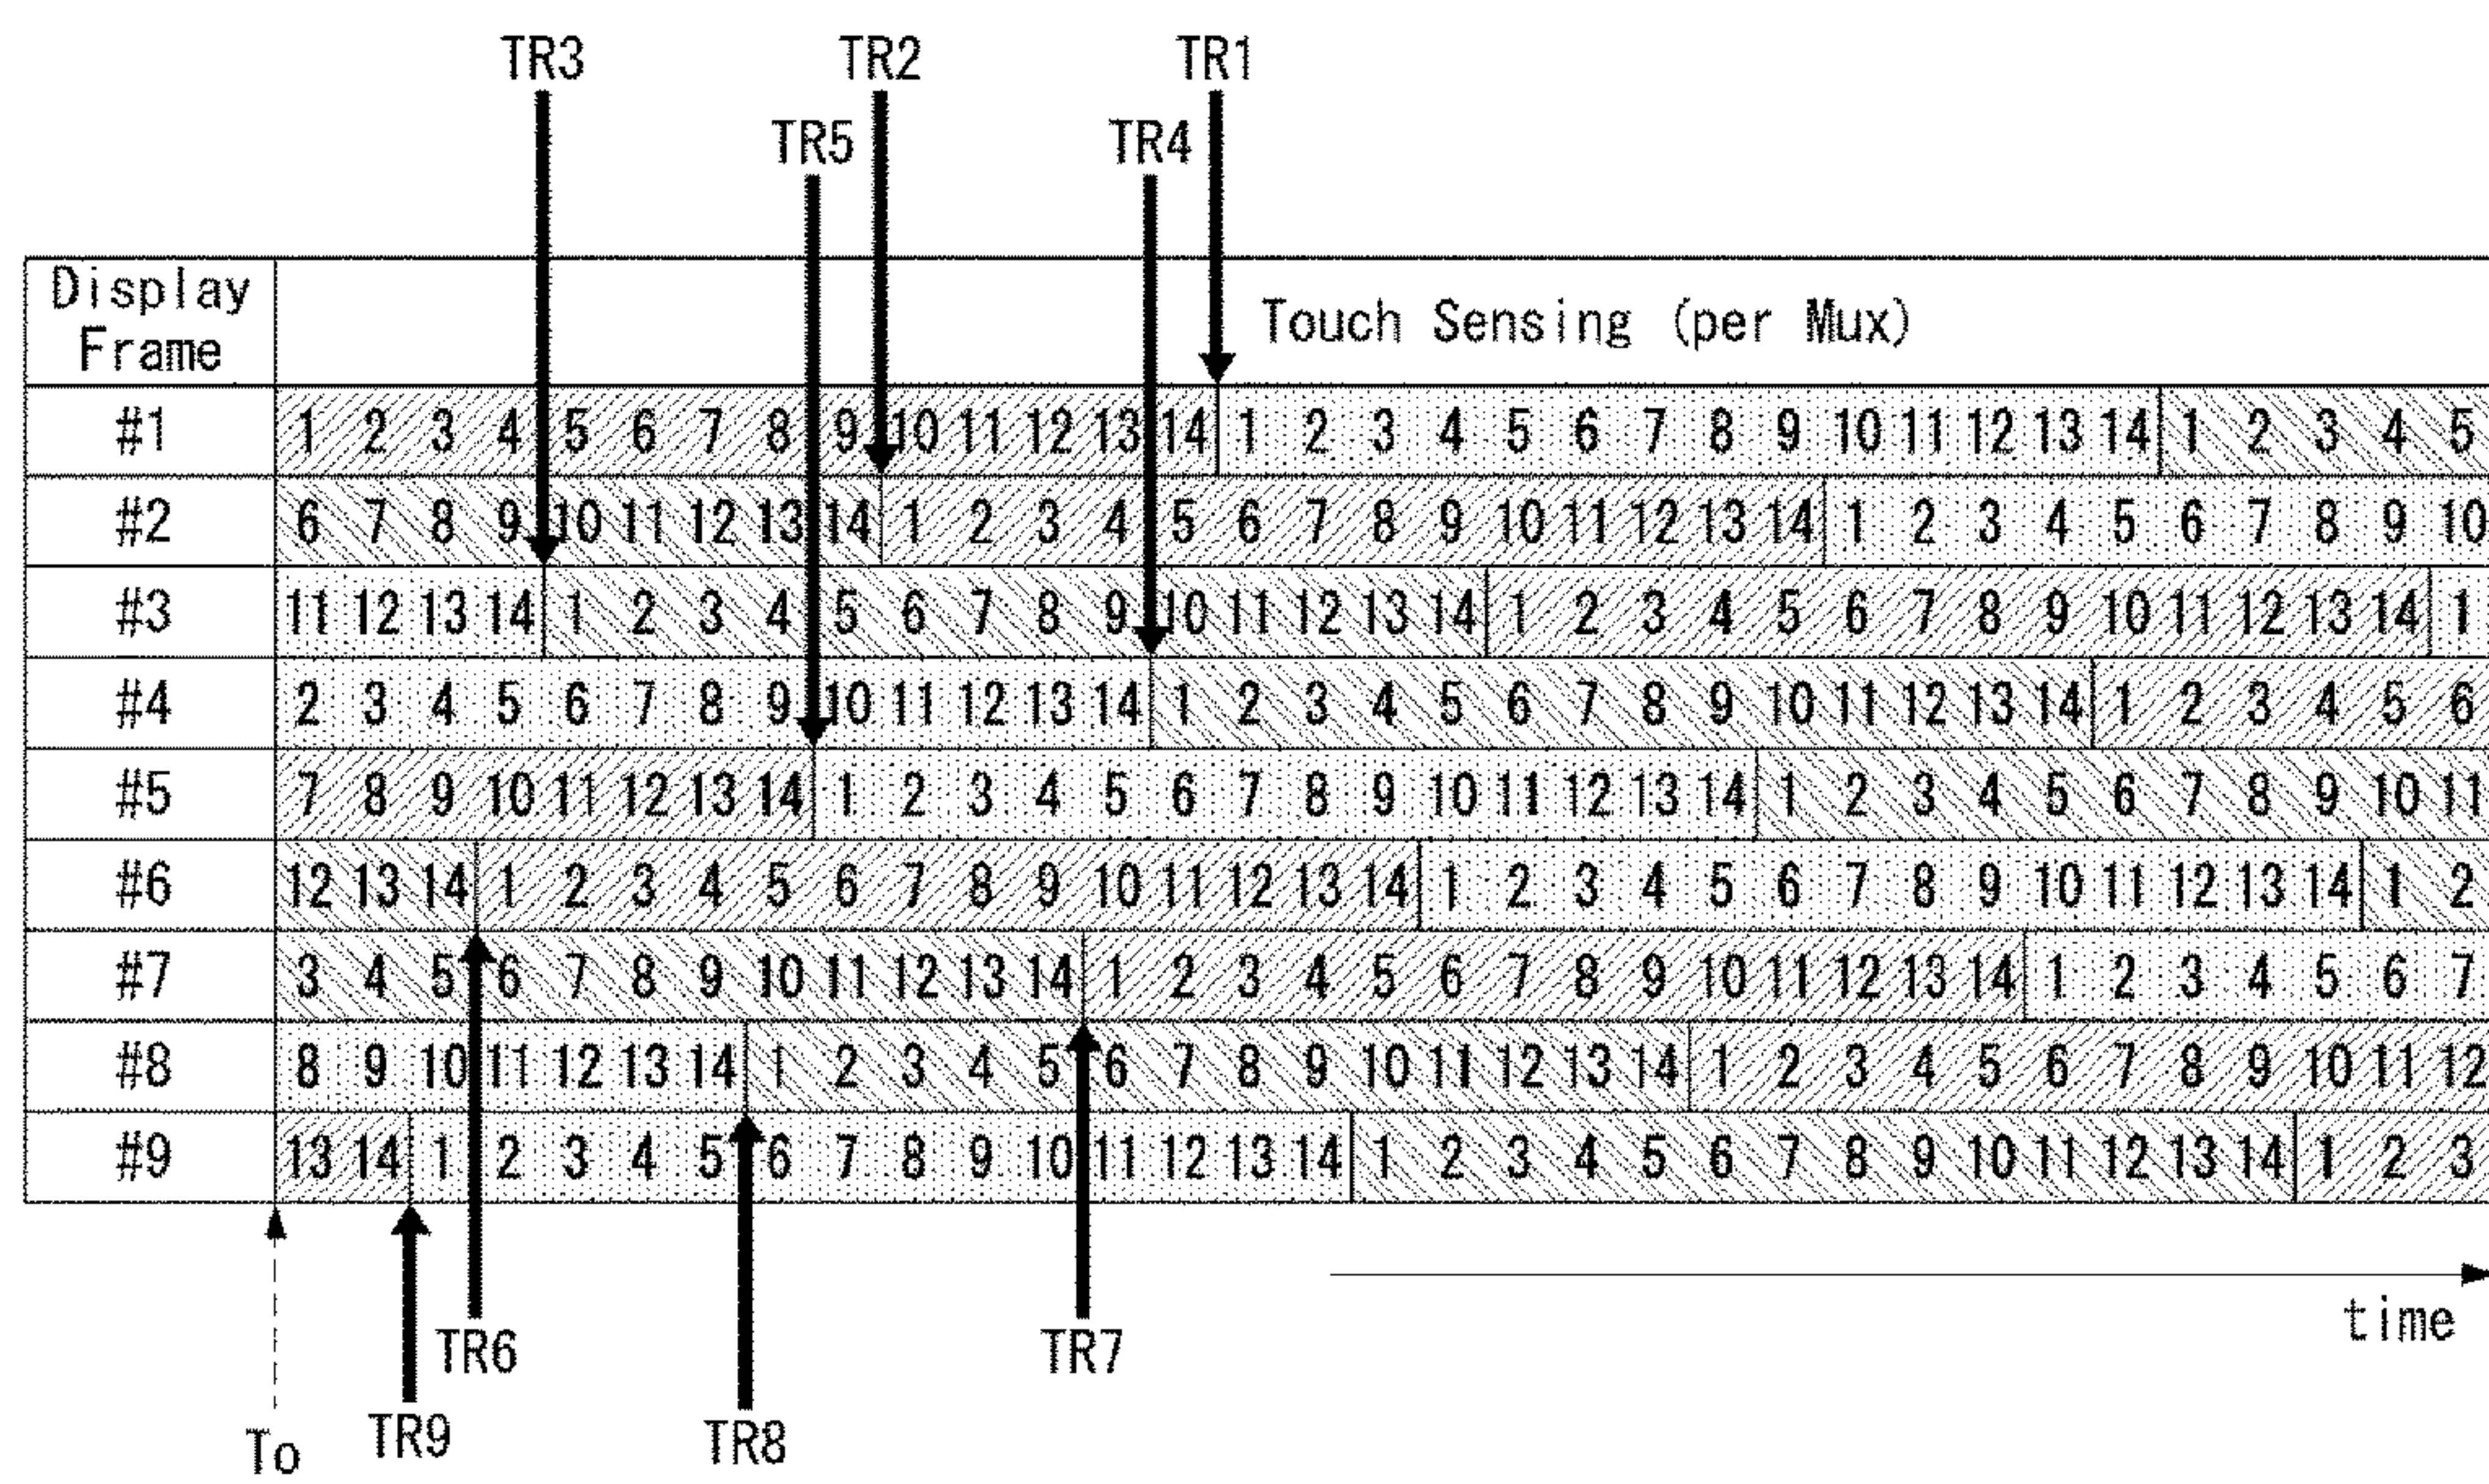 TR3 TR2 TR1
TR5 TR4
Display
Frame
Touch Sensing (per Mux)
#1 1 2 3 4 5 6 7 8 9 10 11 12 13 14 1 2 3 4 5 6 7 8 9 10 11 12 13 14 1 2 3 4 5
#2 6 7 8 9 10 11 12 13 14 1 2 3 4 5 6 7 8 9 10 11 12 13 14 1 2 3 4 5 6 7 8 9 10
#3 11 12 13 14 1 2 3 4 5 6 7 8 9 10 11 12 13 14 1 2 3 4 5 6 7 8 9 10 11 12 13 14 1
#4 2 3 4 5 6 7 8 9 10 11 12 13 14 1 2 3 4 5 6 7 8 9 10 11 12 13 14 1 2 3 4 5 6
#5 7 8 9 10 11 12 13 14 1 2 3 4 5 6 7 8 9 10 11 12 13 14 1 2 3 4 5 6 7 8 9 10 11
#6 12 13 14 1 2 3 4 5 6 7 8 9 10 11 12 13 14 1 2 3 4 5 6 7 8 9 10 11 12 13 14 1 2
#7 3 4 5 6 7 8 9 10 11 12 13 14 1 2 3 4 5 6 7 8 9 10 11 12 13 14 1 2 3 4 5 6 7
#8 8 9 10 11 12 13 14 1 2 3 4 5 6 7 8 9 10 11 12 13 14 1 2 3 4 5 6 7 8 9 10 11 12
#9 13 14 1 2 3 4 5 6 7 8 9 10 11 12 13 14 1 2 3 4 5 6 7 8 9 10 11 12 13 14 1 2 3
time
TR6 TR7
To TR9 TR8